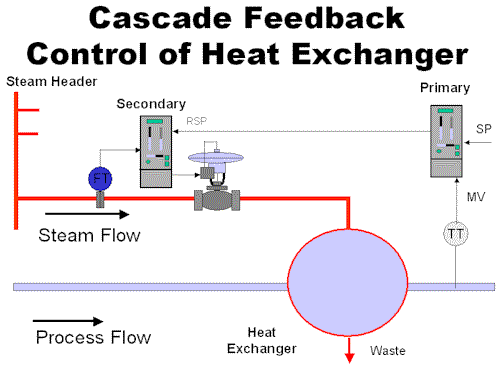 Cascade Feedback
Control of Heat Exchanger
Steam Header
Primary
Secondary
RSP
SP
FT
MV
Steam Flow
TT
Process Flow
Heat
Exchanger
Waste